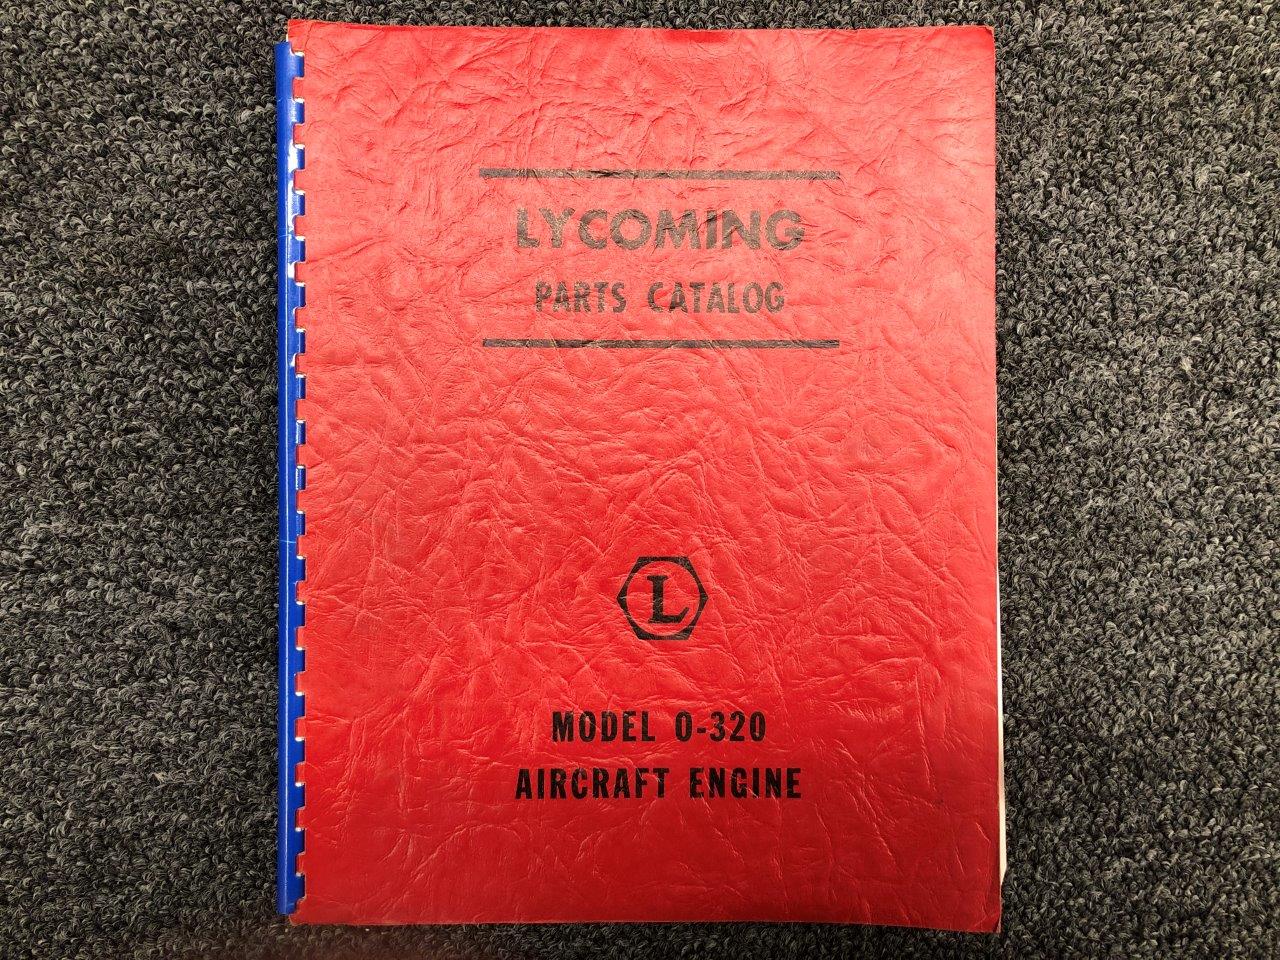 LYCOMING
PARTS CATALOG
L
MODEL O-320
AIRCRAFT ENGINE